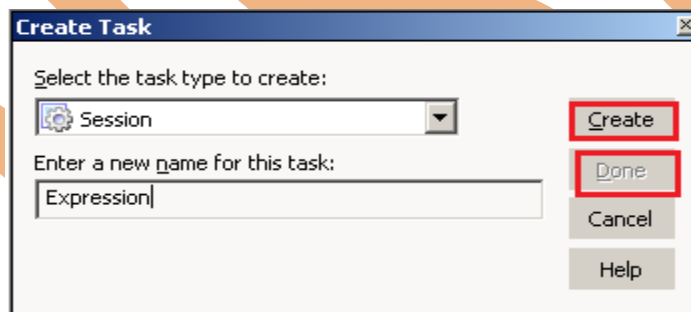 Create Task
Select the task type to create:
Session
Create
Enter a new name for this task:
Done
Expression
Cancel
Help